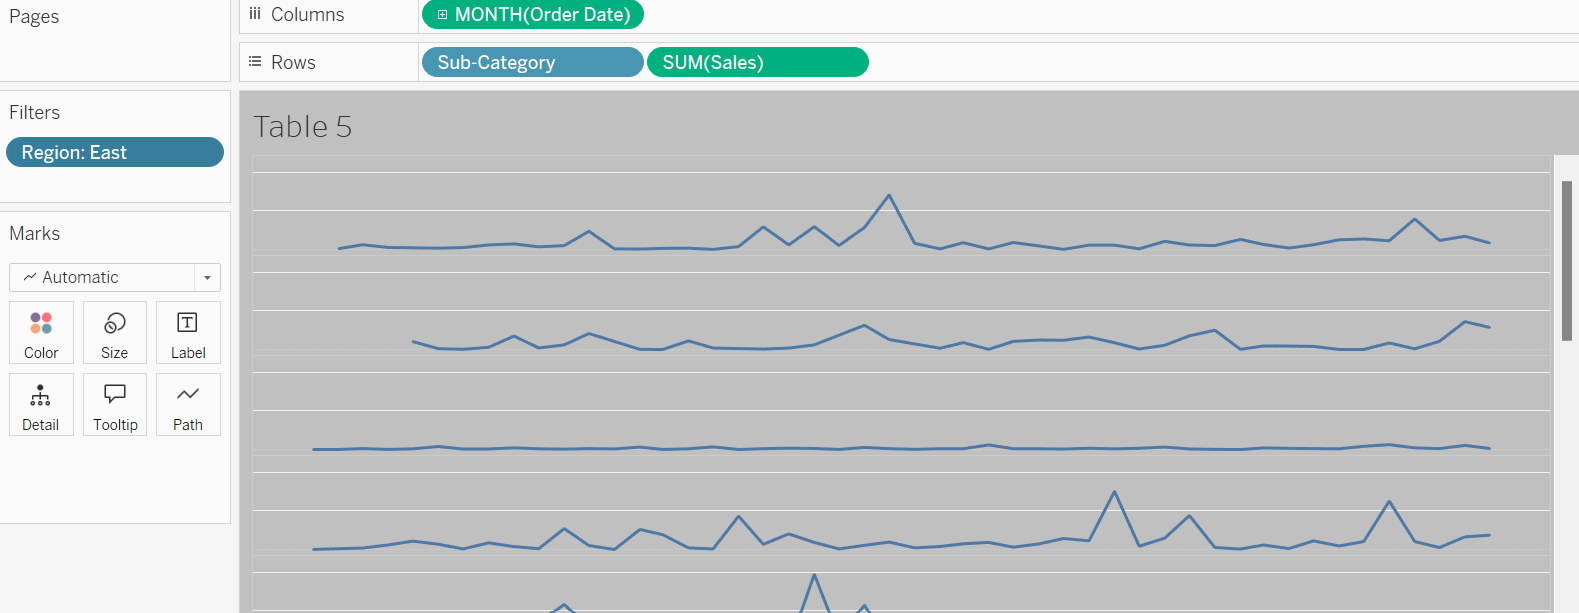 Pages
Columns
MONTH(Order Date)
Rows
Sub-Category
SUM(Sales)
Filters
Region: East
Marks
Automatic
Color
Size
Label
Detail
Tooltip
Path
Table 5